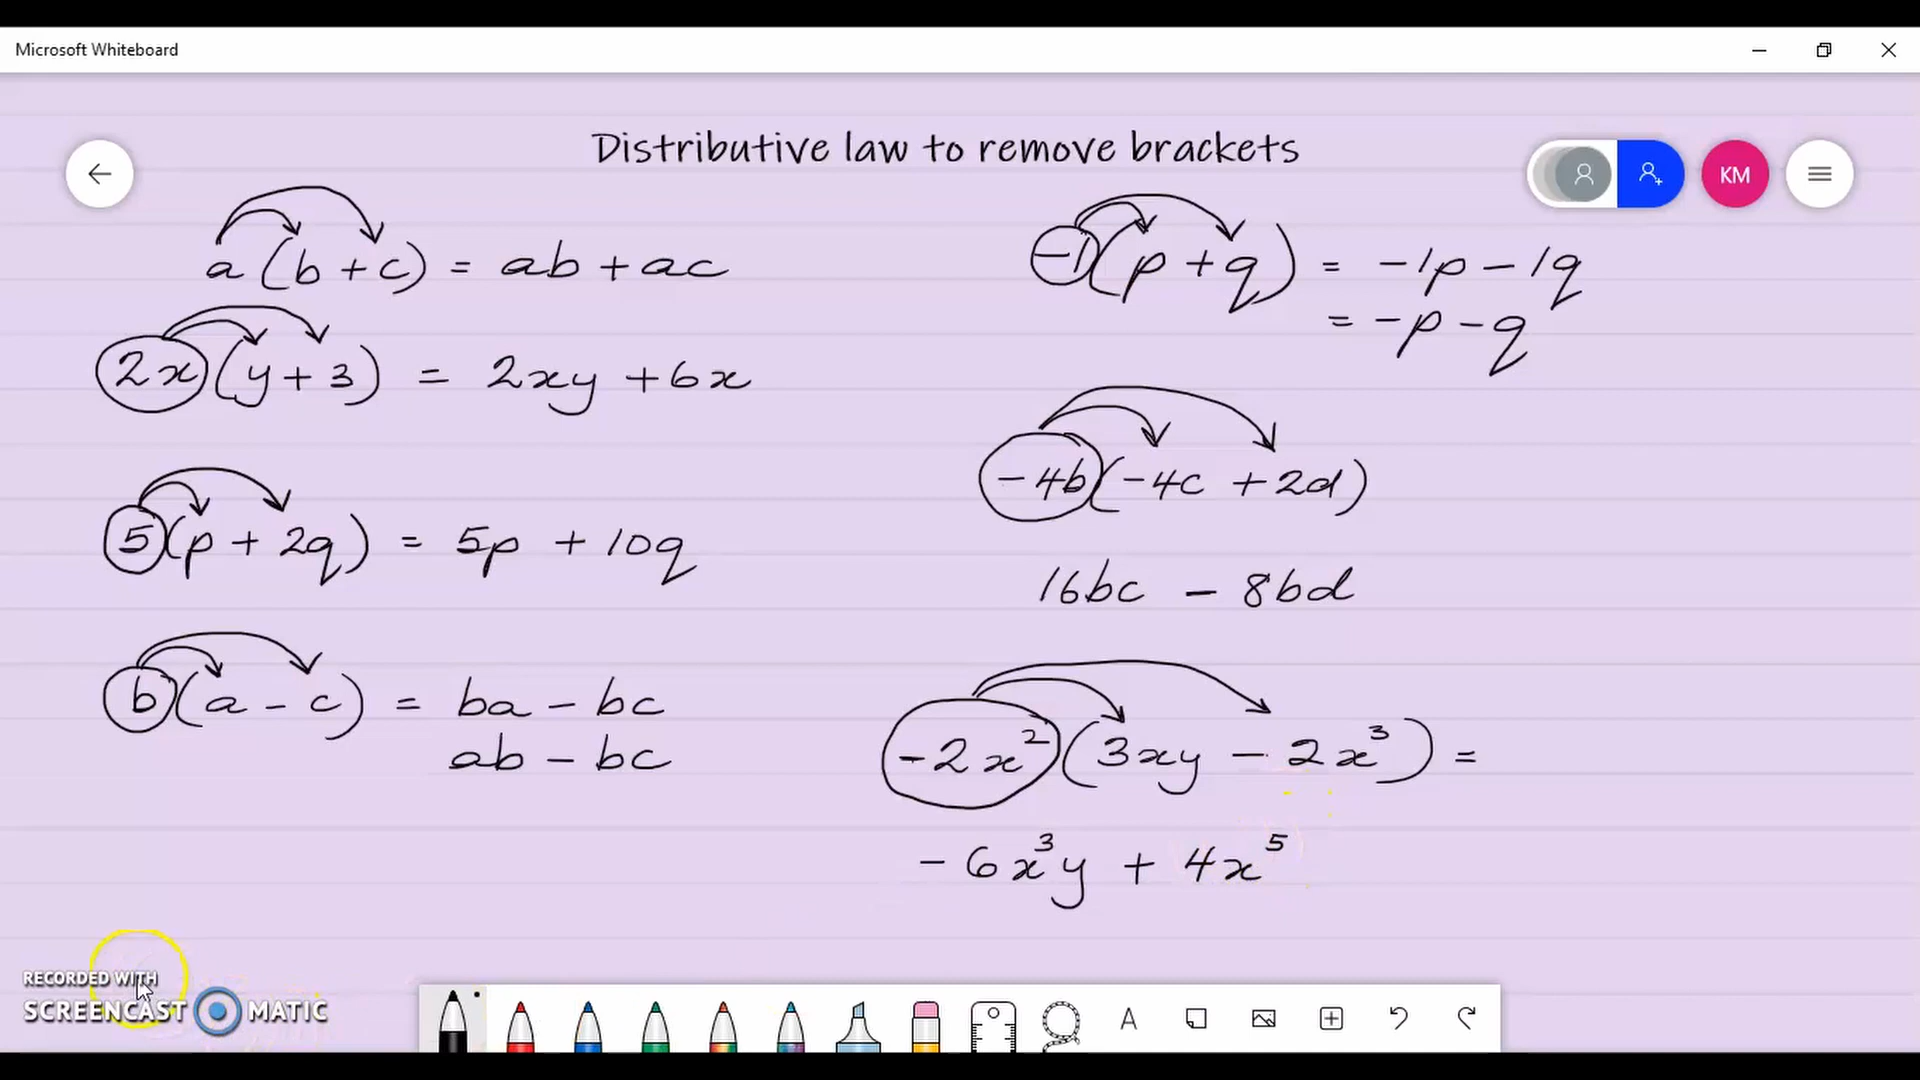 Microsoft Whiteboard
Distributive law to remove brackets
KM
a(b+c) = ab + ac
2x(y+3) = 2xy + 6x
5(p+2q) = 5p + 10q
b(a-c) = ba - bc
ab - bc
-1(p+q) = -1p - 1q
= -p - q
-4b(-4c + 2d)
16bc - 8bd
-2x²(3xy - 2x³) =
-6x³y + 4x⁵
RECORDED WITH
SCREENCAST MATIC